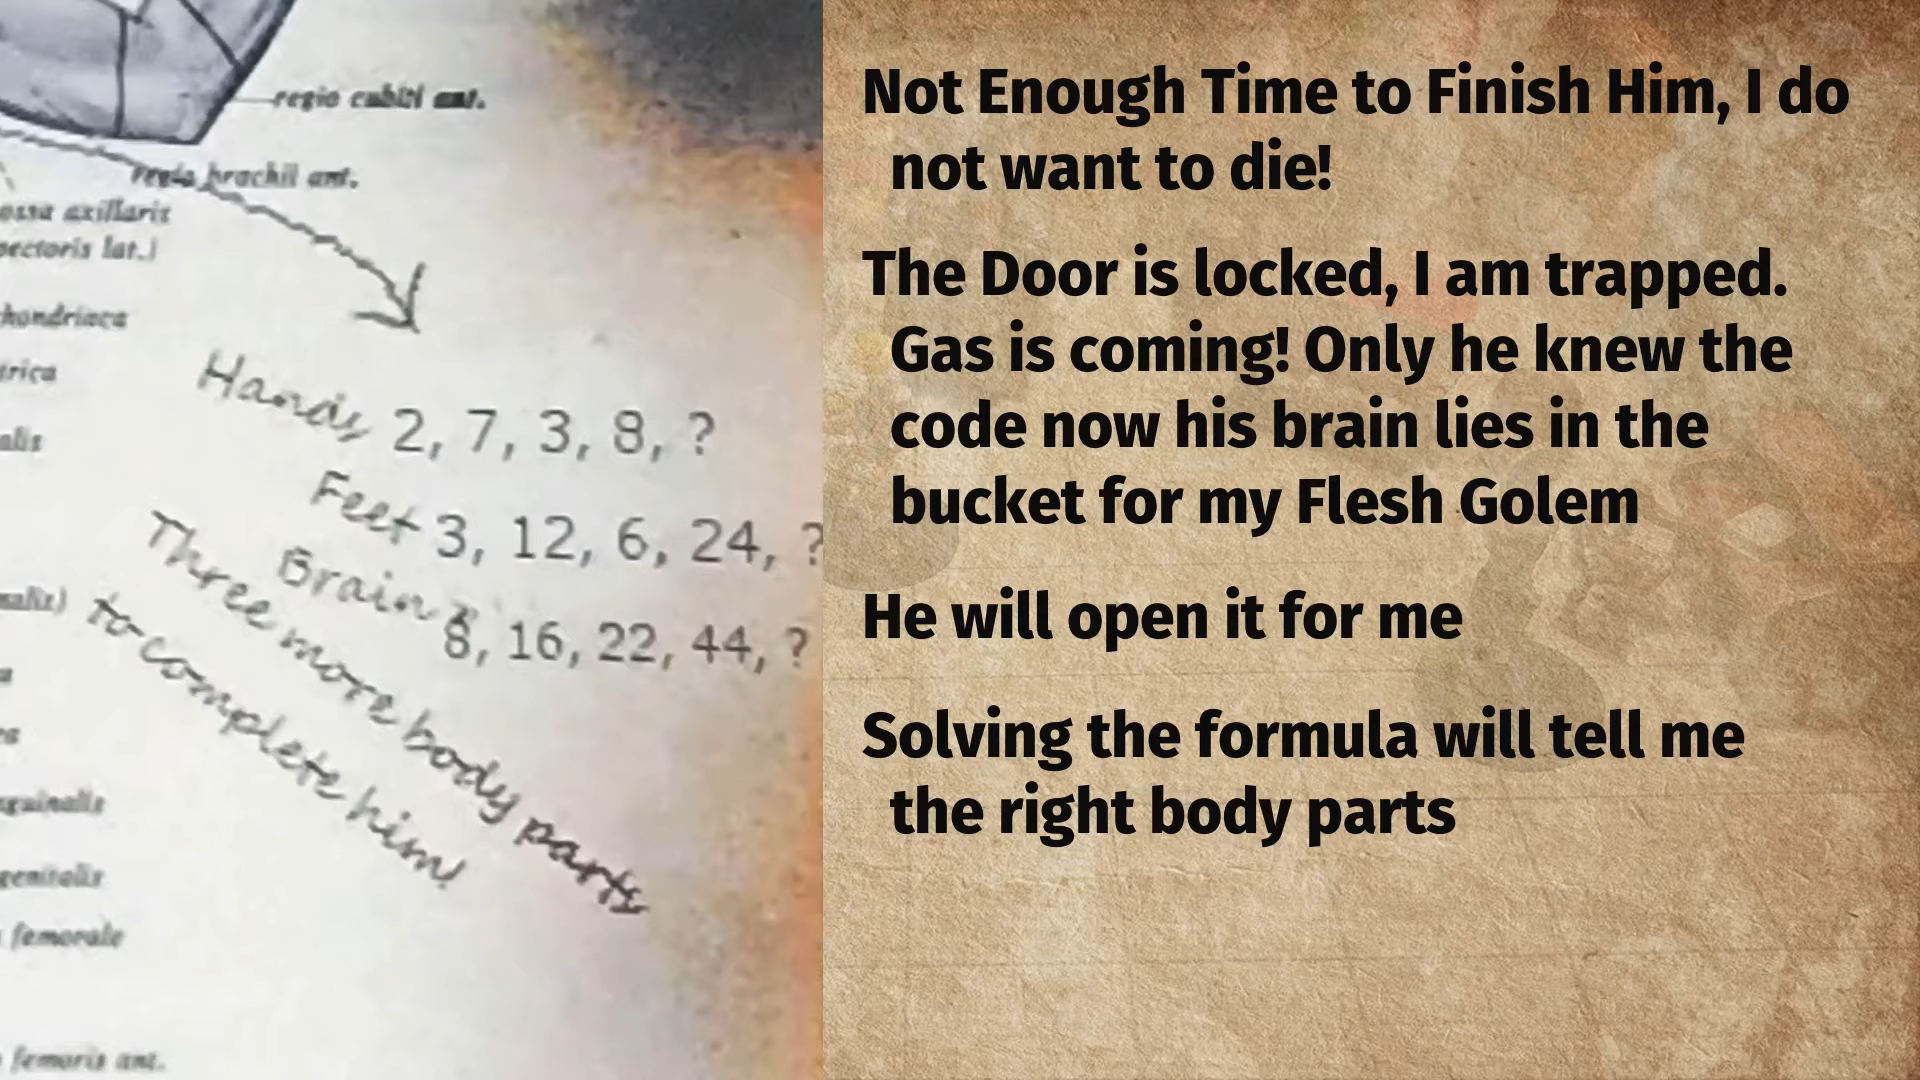 regio cubiti ant.
regio brachii ant.
axillaris
pectoris lat.)
Hands 2, 7, 3, 8, ?
Feet 3, 12, 6, 24, ?
Brain 8, 16, 22, 44, ?
Three more body parts
to complete him!
femorale
femoris ant.
Not Enough Time to Finish Him, I do
not want to die!
The Door is locked, I am trapped.
Gas is coming! Only he knew the
code now his brain lies in the
bucket for my Flesh Golem
He will open it for me
Solving the formula will tell me
the right body parts